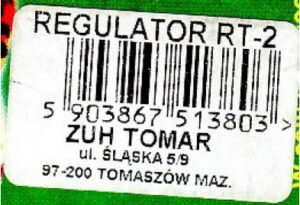 REGULATOR RT-2
5 903867 513803 >
ZUH TOMAR
ul. ŚLĄSKA 5/9
97-200 TOMASZÓW MAZ.